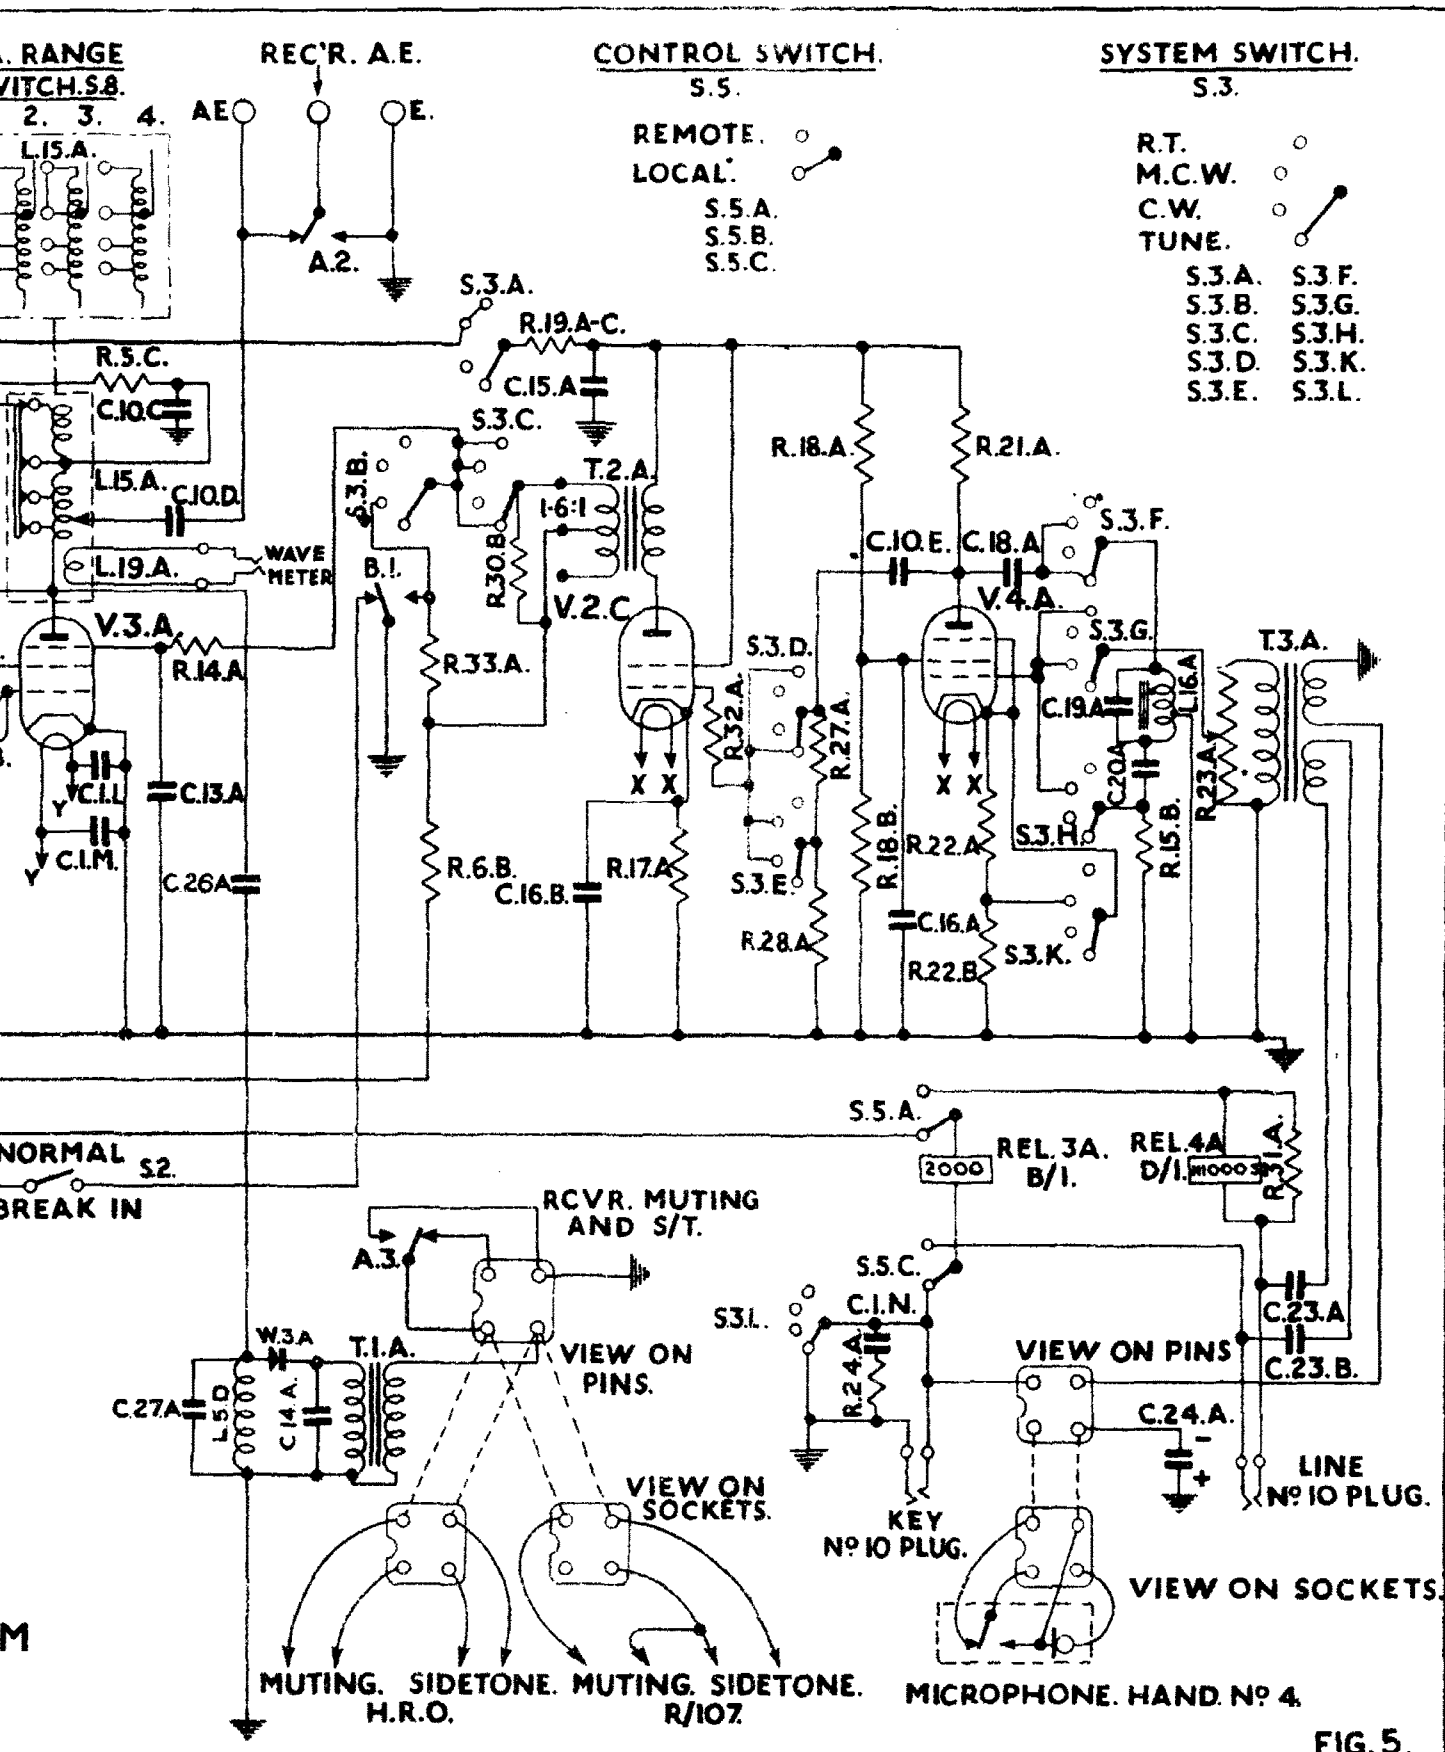 A. RANGE
WITCH.S.8.
2. 3. 4.
L.15.A.
REC'R. A.E.
AE
E.
A.2.
CONTROL SWITCH.
S.5.
REMOTE.
LOCAL.
S.5.A.
S.5.B.
S.5.C.
SYSTEM SWITCH.
S.3.
R.T.
M.C.W.
C.W.
TUNE.
S.3.A. S.3.F.
S.3.B. S.3.G.
S.3.C. S.3.H.
S.3.D. S.3.K.
S.3.E. S.3.L.
S.3.A.
R.19.A-C.
C.15.A
R.5.C.
C.10.C
L.15.A.
C.10.D.
L.19.A.
WAVE
METER
S.3.B.
S.3.C.
T.2.A.
1·6:1
R.30.B
B.1.
V.2.C
R.33.A.
R.18.A.
R.21.A.
C.10.E.
C.18.A
S.3.F.
V.4.A.
V.3.A.
R.14.A
S.3.D.
S.3.G.
T.3.A.
R.32.A.
R.27.A.
C.19.A
L.16.A
X X
X X
C.20.A
R.23.A.
C.1.L
Y
C.13.A
C.1.M.
Y
C.26A
R.6.B.
C.16.B.
R.17.A
S.3.E.
R.28.A
R.18.B.
R.22.A
S.3.H.
R.15.B.
C.16.A
R.22.B
S.3.K.
S.5.A.
2000
REL. 3A.
B/1.
REL.4A
D/1.
R.31.A.
NORMAL
S2.
BREAK IN
RCVR. MUTING
AND S/T.
A.3.
S.5.C.
S3L.
C.1.N.
R.24.A.
C.23.A
C.23.B.
VIEW ON PINS
VIEW ON
PINS.
W.3A
T.1.A.
C.27A
L.5.D
C.14.A.
C.24.A.
-
+
LINE
Nº 10 PLUG.
VIEW ON
SOCKETS.
KEY
Nº 10 PLUG.
VIEW ON SOCKETS.
M
MUTING. SIDETONE. MUTING. SIDETONE.
H.R.O. R/107.
MICROPHONE. HAND. Nº 4.
FIG. 5.